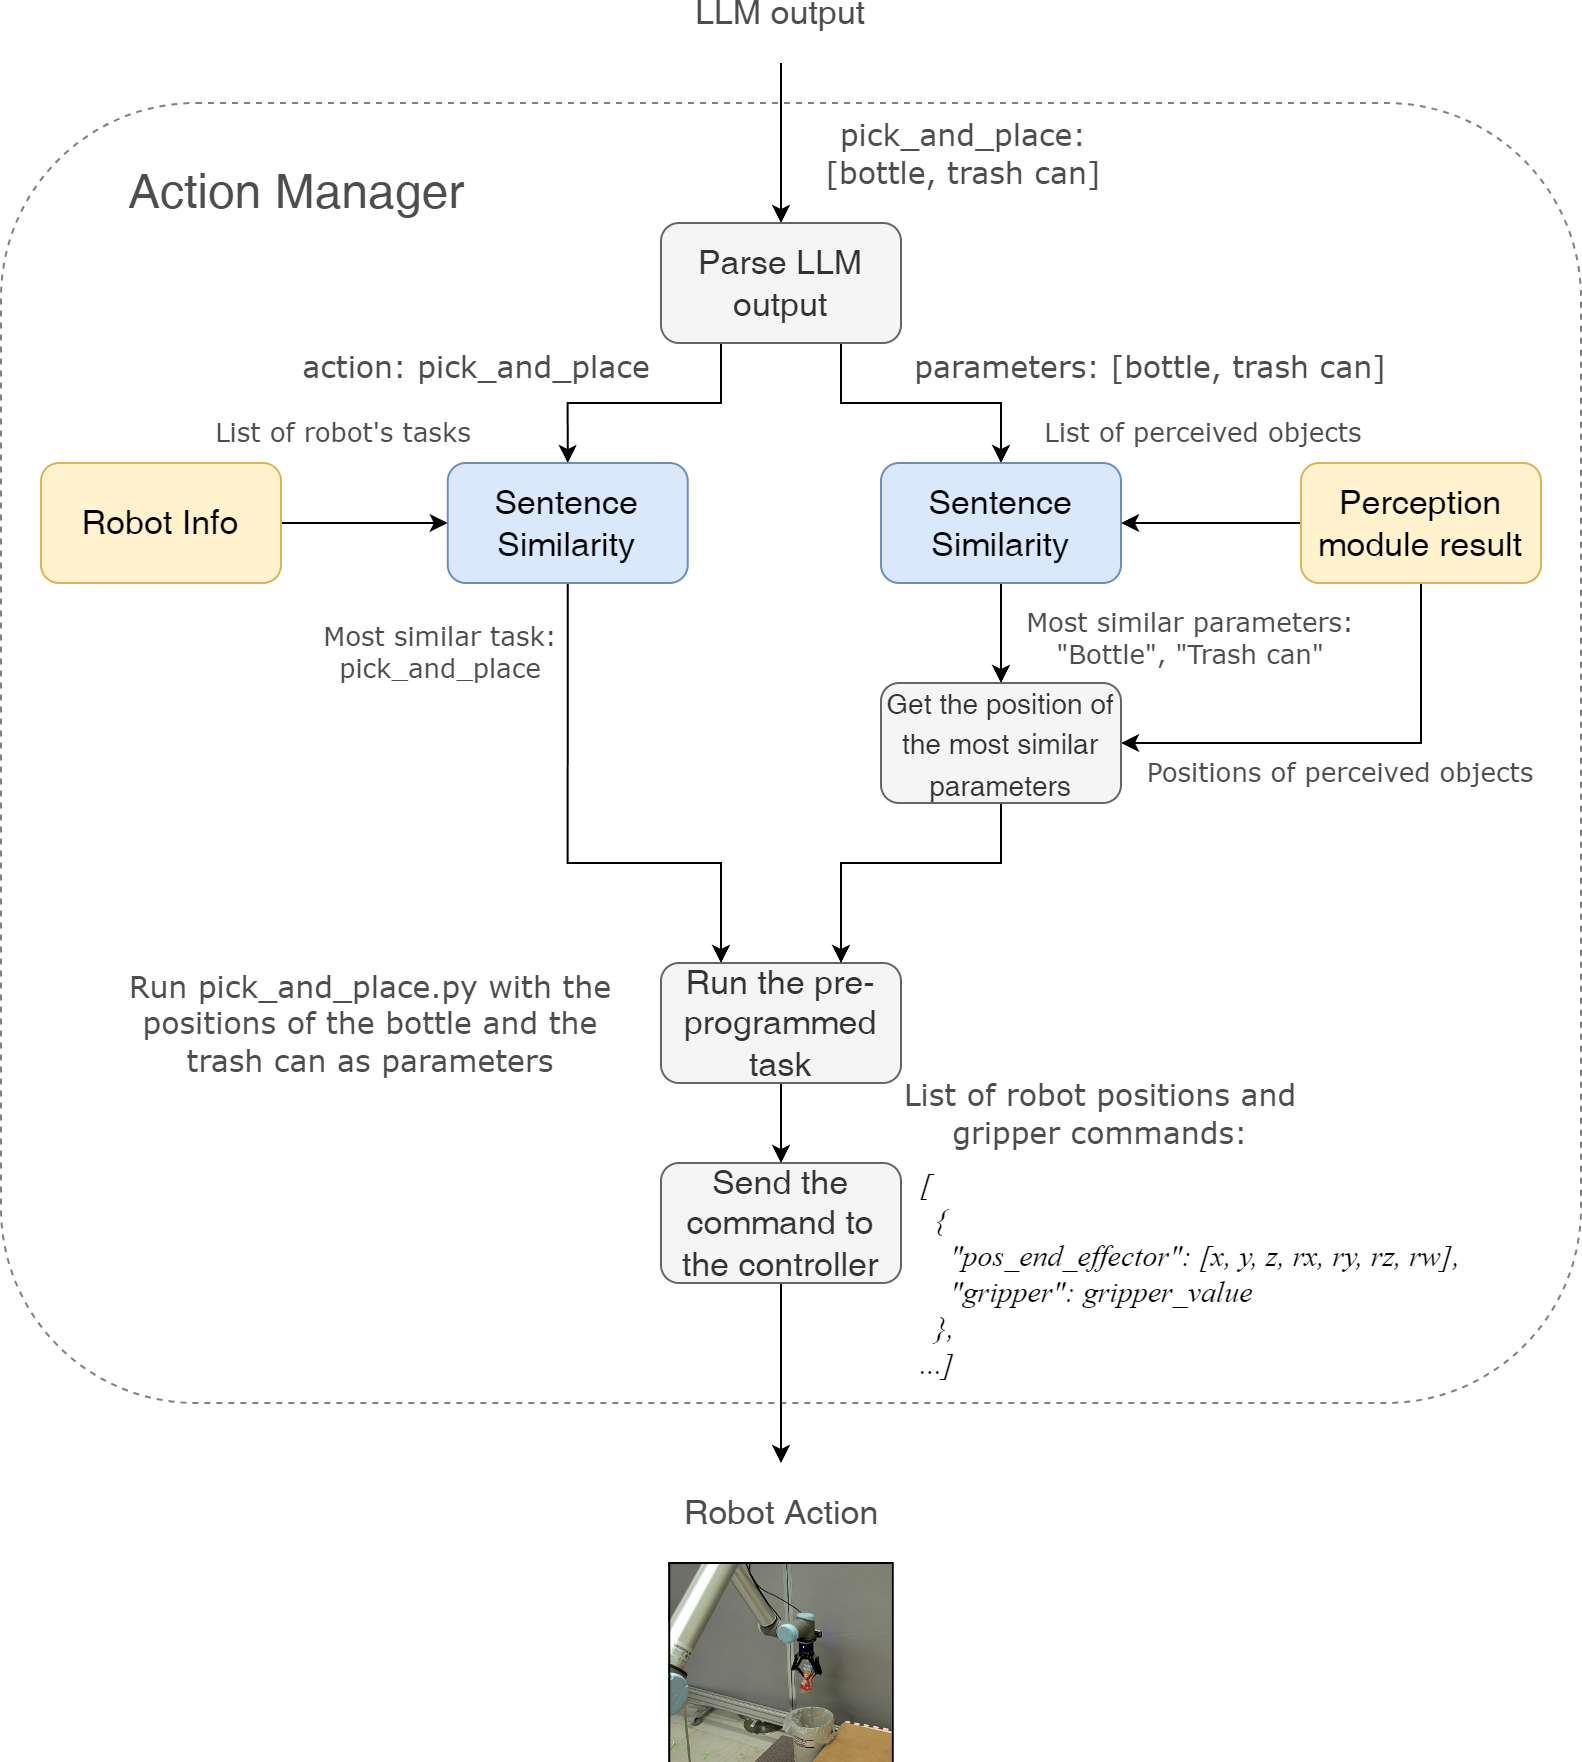 LLM output
pick_and_place:
[bottle, trash can]
Action Manager
Parse LLM
output
action: pick_and_place
parameters: [bottle, trash can]
List of robot's tasks
List of perceived objects
Robot Info
Sentence
Similarity
Sentence
Similarity
Perception
module result
Most similar task:
pick_and_place
Most similar parameters:
"Bottle", "Trash can"
Get the position of
the most similar
parameters
Positions of perceived objects
Run pick_and_place.py with the
positions of the bottle and the
trash can as parameters
Run the pre-
programmed
task
List of robot positions and
gripper commands:
Send the
command to
the controller
[
{
"pos_end_effector": [x, y, z, rx, ry, rz, rw],
"gripper": gripper_value
},
...]
Robot Action